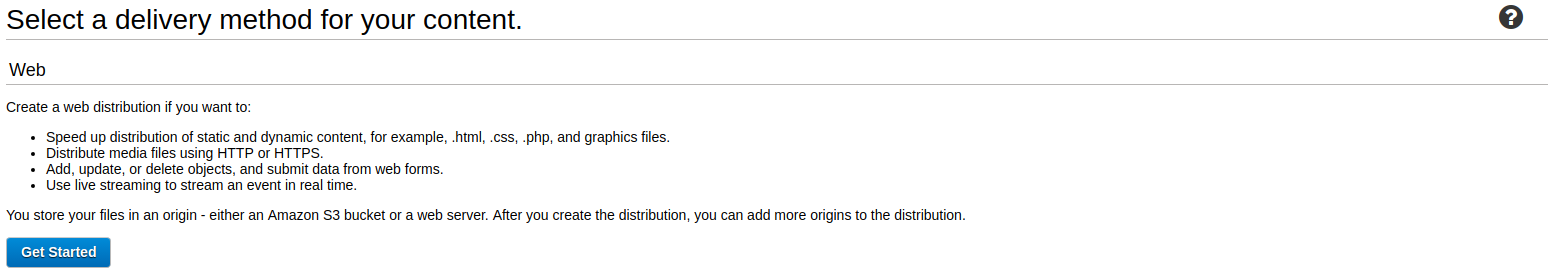 Select a delivery method for your content.
Web
Create a web distribution if you want to:
• Speed up distribution of static and dynamic content, for example, .html, .css, .php, and graphics files.
• Distribute media files using HTTP or HTTPS.
• Add, update, or delete objects, and submit data from web forms.
• Use live streaming to stream an event in real time.
You store your files in an origin - either an Amazon S3 bucket or a web server. After you create the distribution, you can add more origins to the distribution.
Get Started